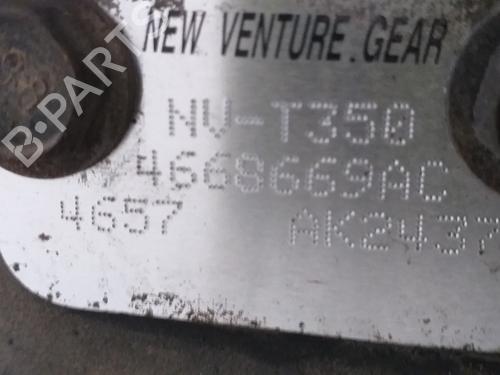 NEW VENTURE.GEAR
NV-T350
4668669AC
4657 AK2437
B-PARTS